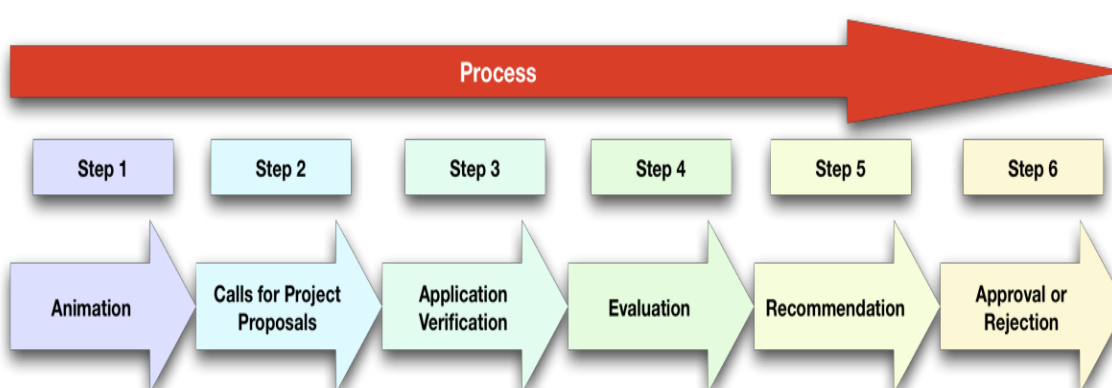 Process
Step 1
Step 2
Step 3
Step 4
Step 5
Step 6
Animation
Calls for Project
Proposals
Application
Verification
Evaluation
Recommendation
Approval or
Rejection